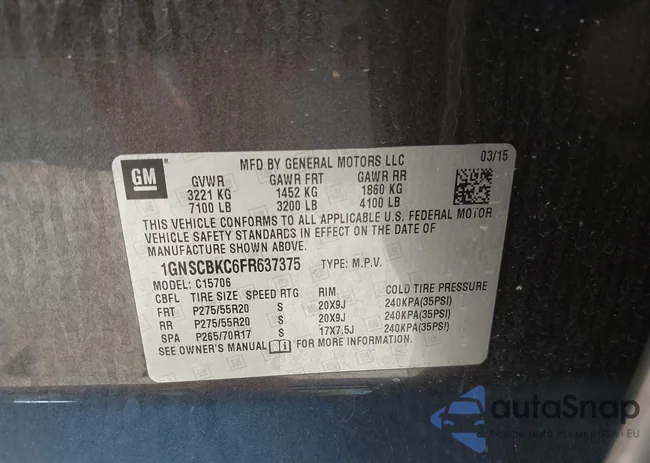 GM
MFD BY GENERAL MOTORS LLC 03/15
GVWR GAWR FRT GAWR RR
3221 KG 1452 KG 1860 KG
7100 LB 3200 LB 4100 LB
THIS VEHICLE CONFORMS TO ALL APPLICABLE U.S. FEDERAL MOTOR
VEHICLE SAFETY STANDARDS IN EFFECT ON THE DATE OF
MANUFACTURE SHOWN ABOVE.
1GNSCBKC6FR637375 TYPE: M.P.V.
MODEL: C15706
CBFL TIRE SIZE SPEED RTG RIM COLD TIRE PRESSURE
FRT P275/55R20 S 20X9J 240KPA(35PSI)
RR P275/55R20 S 20X9J 240KPA(35PSI)
SPA P265/70R17 S 17X7.5J 240KPA(35PSI)
SEE OWNER'S MANUAL FOR MORE INFORMATION.
autoSnap